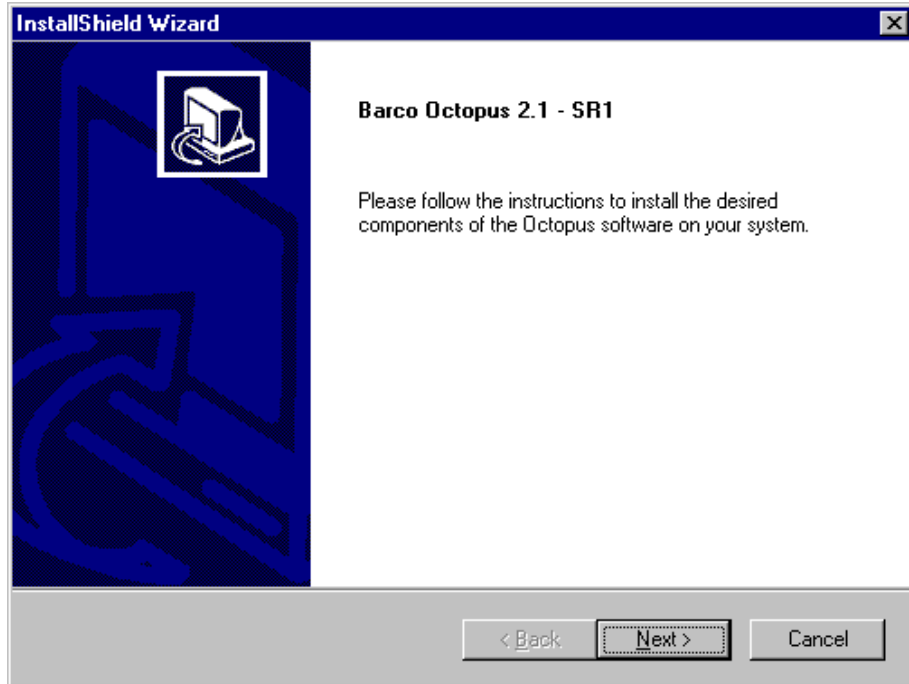 InstallShield Wizard
Barco Octopus 2.1 - SR1
Please follow the instructions to install the desired
components of the Octopus software on your system.
< Back
Next >
Cancel